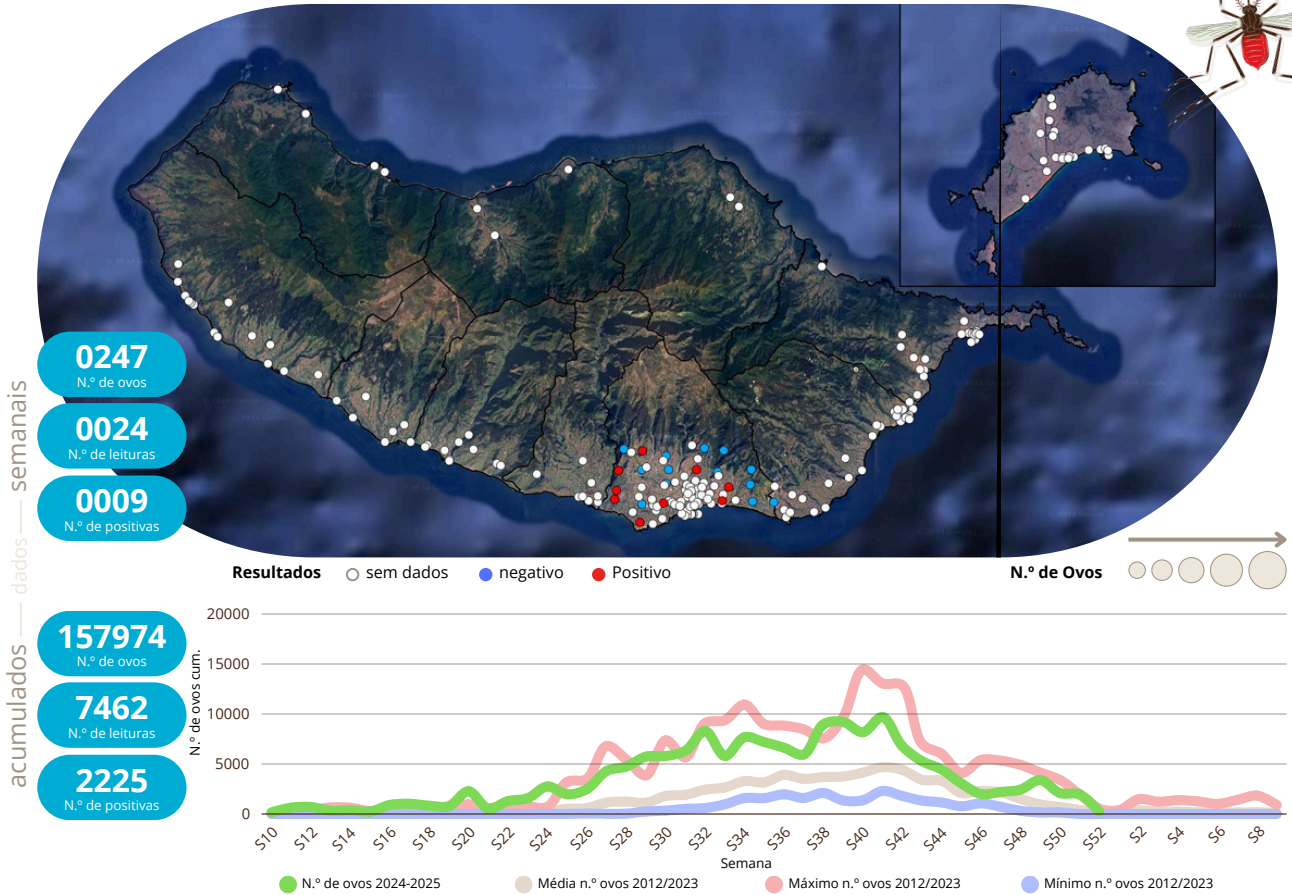 0247
N.º de ovos
0024
N.º de leituras
0009
N.º de positivas
semanais
dados
acumulados
Resultados
sem dados
negativo
Positivo
N.º de Ovos
157974
N.º de ovos
7462
N.º de leituras
2225
N.º de positivas
N.º de ovos cum.
20000
15000
10000
5000
0
S10 S12 S14 S16 S18 S20 S22 S24 S26 S28 S30 S32 S34 S36 S38 S40 S42 S44 S46 S48 S50 S52 S2 S4 S6 S8
Semana
N.º de ovos 2024-2025
Média n.º ovos 2012/2023
Máximo n.º ovos 2012/2023
Mínimo n.º ovos 2012/2023